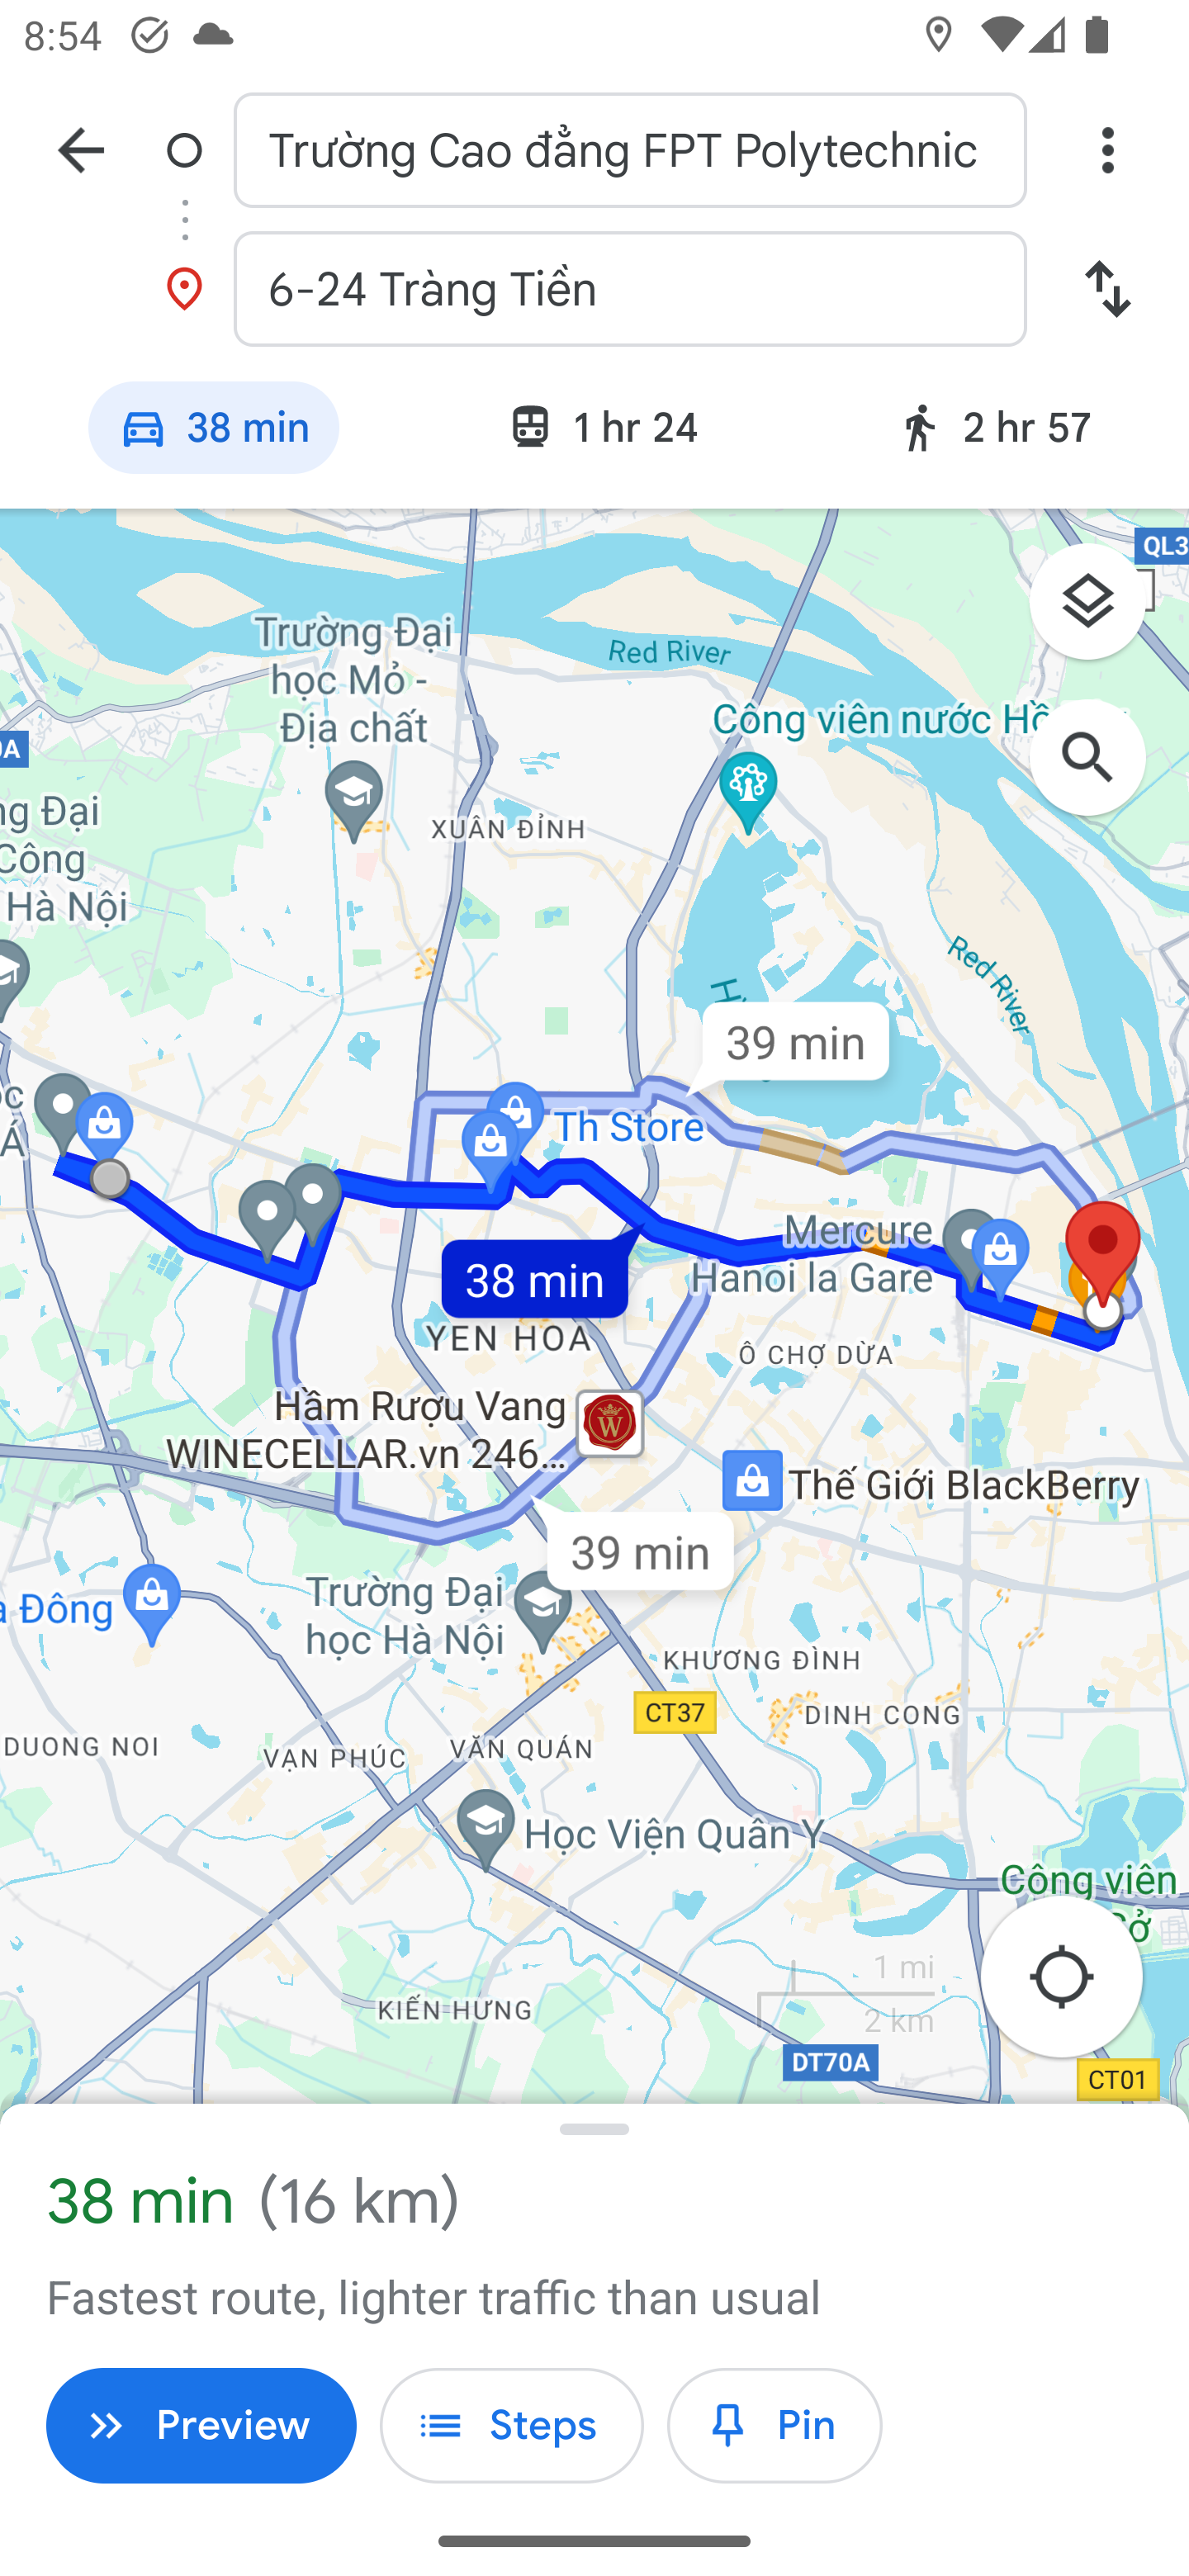 8:54
Trường Cao đẳng FPT Polytechnic
6-24 Tràng Tiền
38 min
1 hr 24
2 hr 57
QL3
Trường Đại
học Mỏ -
Địa chất
Red River
Công viên nước Hồ
ng Đại
Công
Hà Nội
XUÂN ĐỈNH
Red River
39 min
Th Store
Mercure
Hanoi la Gare
38 min
YEN HOA
Ô CHỢ DỪA
Hầm Rượu Vang
WINECELLAR.vn 246...
W
Thế Giới BlackBerry
39 min
Trường Đại
học Hà Nội
Đông
KHƯƠNG ĐÌNH
CT37
DINH CONG
DUONG NOI
VẠN PHÚC
VĂN QUÁN
Học Viện Quân Y
Công viên
KIẾN HƯNG
1 mi
2 km
DT70A
CT01
38 min (16 km)
Fastest route, lighter traffic than usual
Preview
Steps
Pin